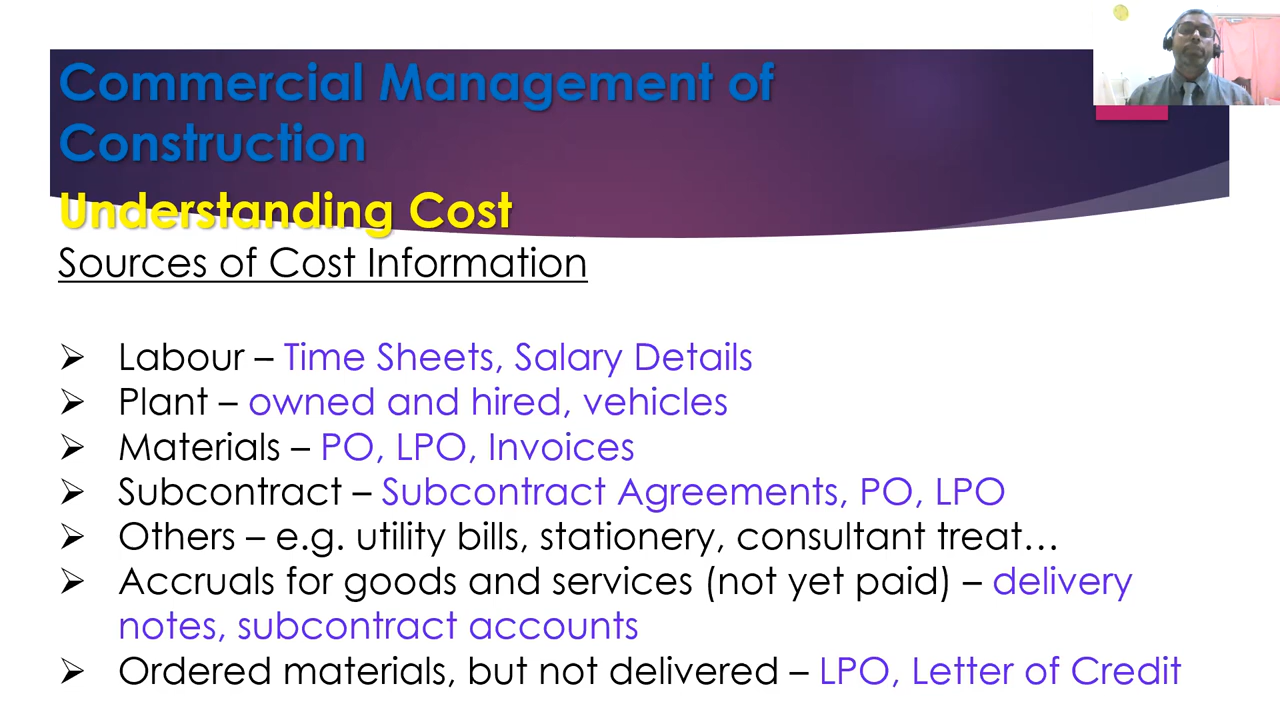 Commercial Management of
Construction
Understanding Cost
Sources of Cost Information
Labour – Time Sheets, Salary Details
Plant – owned and hired, vehicles
Materials – PO, LPO, Invoices
Subcontract – Subcontract Agreements, PO, LPO
Others – e.g. utility bills, stationery, consultant treat...
Accruals for goods and services (not yet paid) – delivery
notes, subcontract accounts
Ordered materials, but not delivered – LPO, Letter of Credit